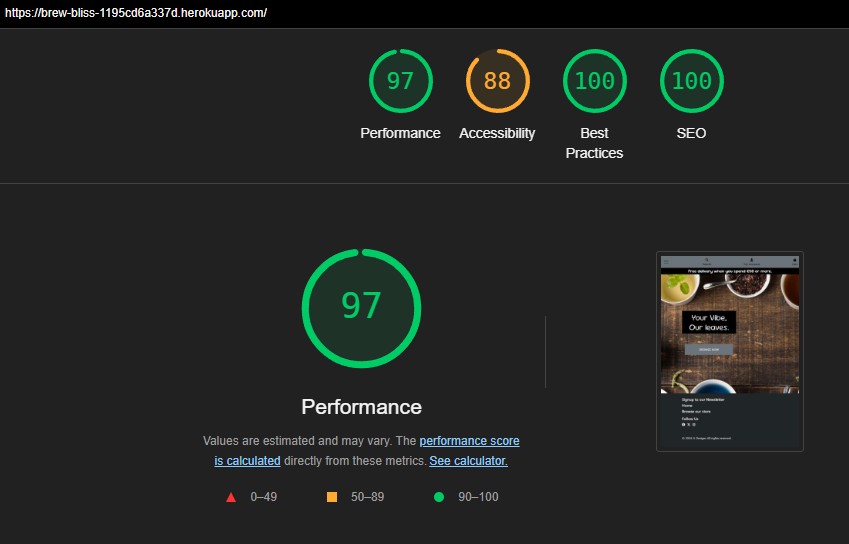 https://brew-bliss-1195cd6a337d.herokuapp.com/
97
88
100
100
Performance
Accessibility
Best
Practices
SEO
97
Performance
Values are estimated and may vary. The performance score
is calculated directly from these metrics. See calculator.
0–49
50–89
90–100
Free delivery when you spend €50 or more.
Your Vibe,
Our leaves.
Signup to our Newsletter
Home
Browse our store
Follow Us